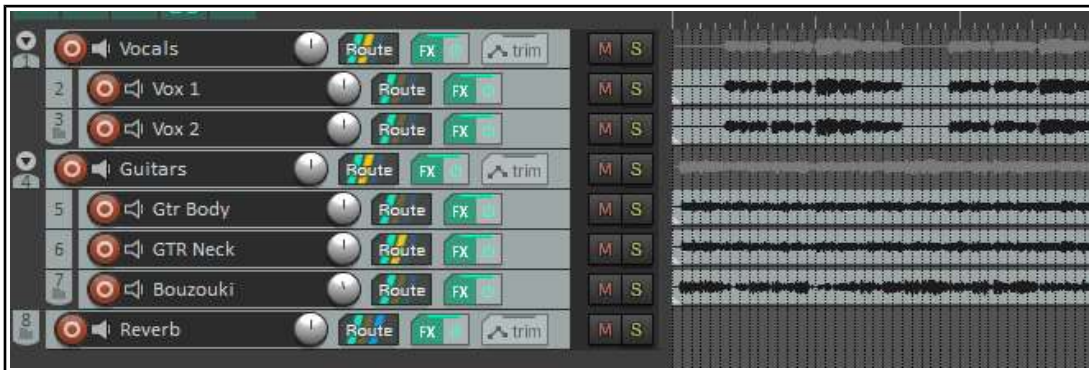 1 Vocals Route FX trim M S
2 Vox 1 Route FX M S
3 Vox 2 Route FX M S
4 Guitars Route FX trim M S
5 Gtr Body Route FX M S
6 GTR Neck Route FX M S
7 Bouzouki Route FX M S
8 Reverb Route FX trim M S